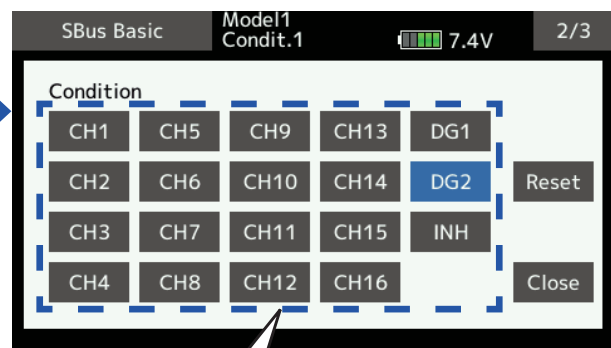 SBus Basic Model1 Condit.1 7.4V 2/3
Condition
CH1 CH5 CH9 CH13 DG1
CH2 CH6 CH10 CH14 DG2 Reset
CH3 CH7 CH11 CH15 INH
CH4 CH8 CH12 CH16 Close